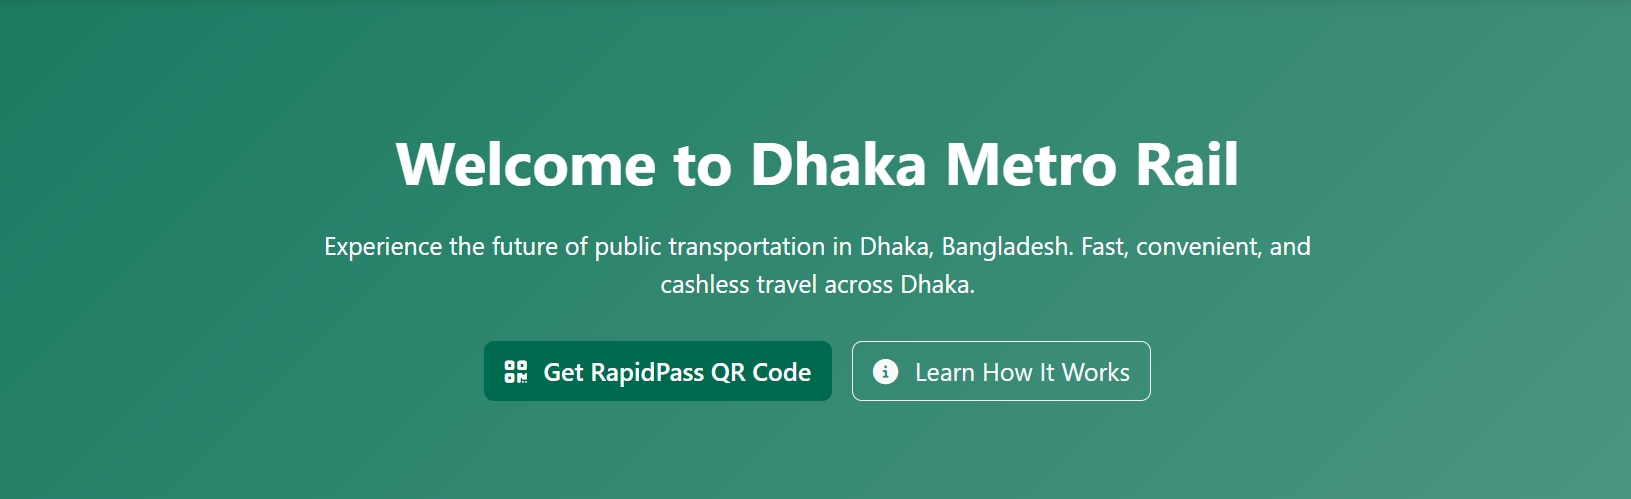 Welcome to Dhaka Metro Rail
Experience the future of public transportation in Dhaka, Bangladesh. Fast, convenient, and
cashless travel across Dhaka.
Get RapidPass QR Code
Learn How It Works